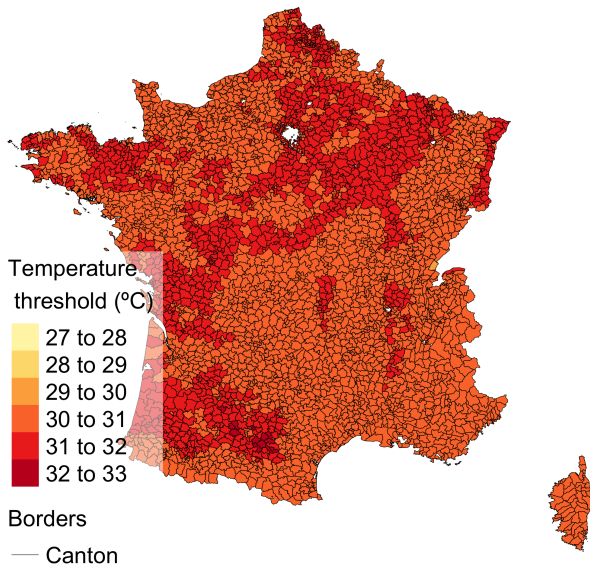 Temperature
threshold (ºC)
27 to 28
28 to 29
29 to 30
30 to 31
31 to 32
32 to 33
Borders
Canton